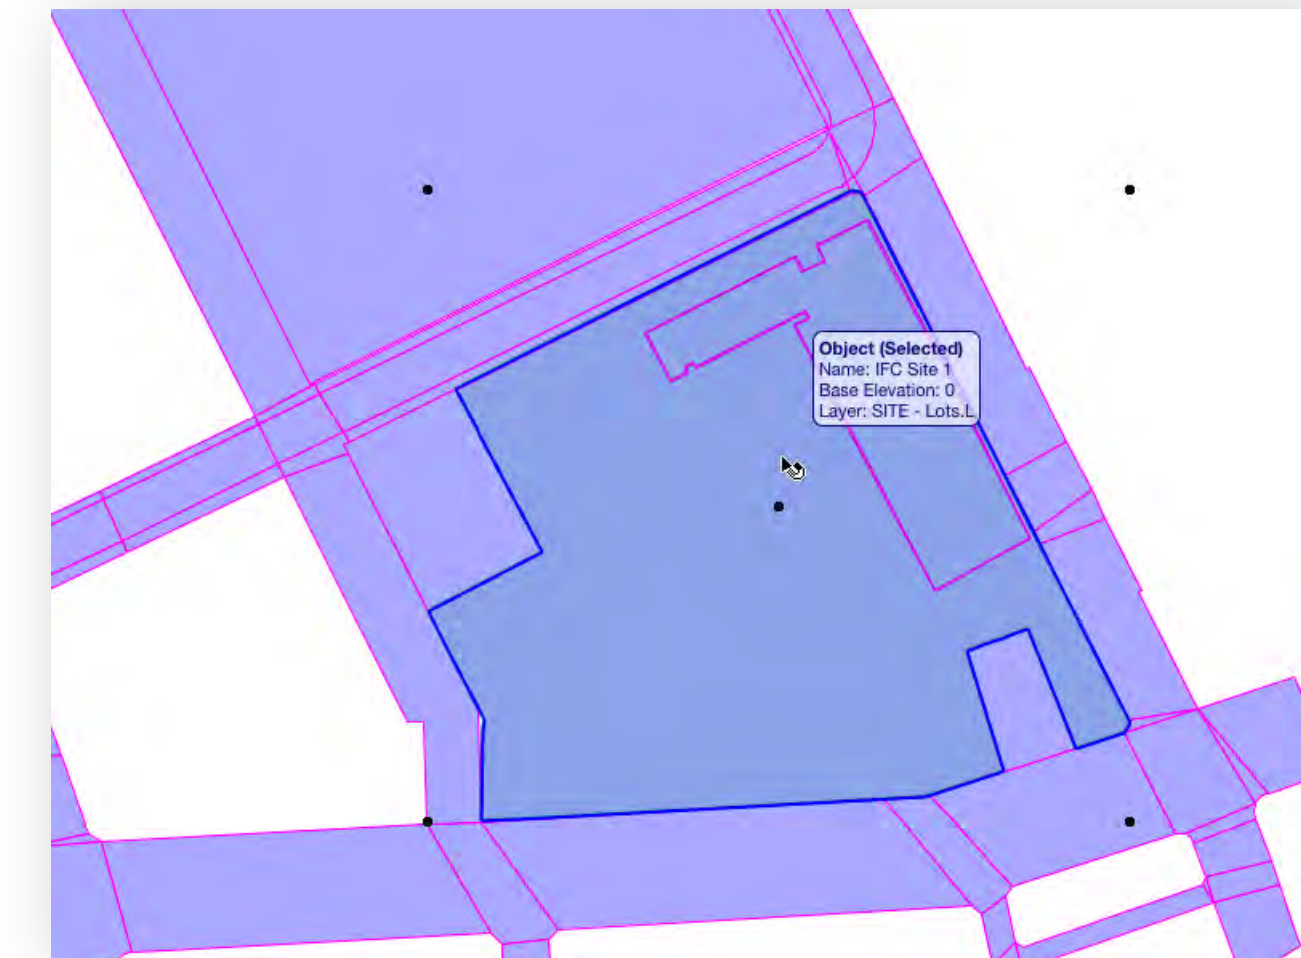 Object (Selected)
Name: IFC Site 1
Base Elevation: 0
Layer: SITE - Lots.L